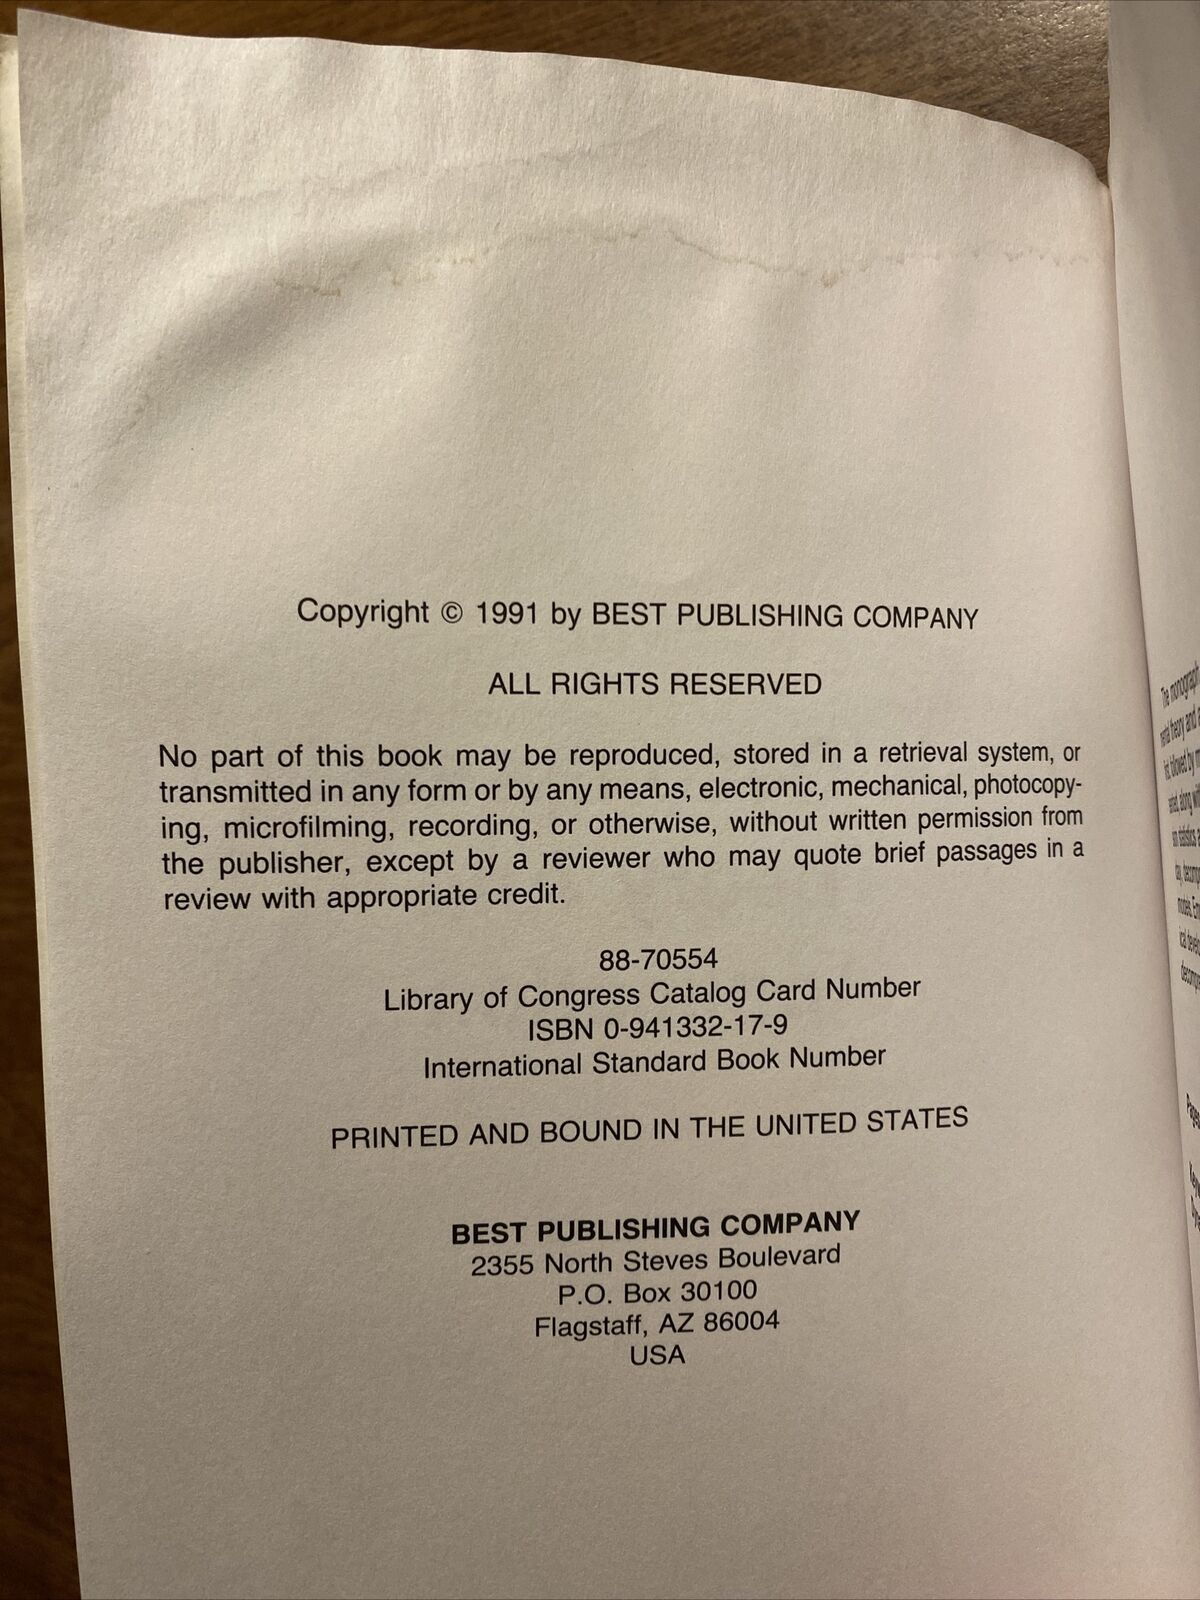 Copyright © 1991 by BEST PUBLISHING COMPANY
ALL RIGHTS RESERVED
No part of this book may be reproduced, stored in a retrieval system, or
transmitted in any form or by any means, electronic, mechanical, photocopy-
ing, microfilming, recording, or otherwise, without written permission from
the publisher, except by a reviewer who may quote brief passages in a
review with appropriate credit.
88-70554
Library of Congress Catalog Card Number
ISBN 0-941332-17-9
International Standard Book Number
PRINTED AND BOUND IN THE UNITED STATES
BEST PUBLISHING COMPANY
2355 North Steves Boulevard
P.O. Box 30100
Flagstaff, AZ 86004
USA
The monograph
theory and